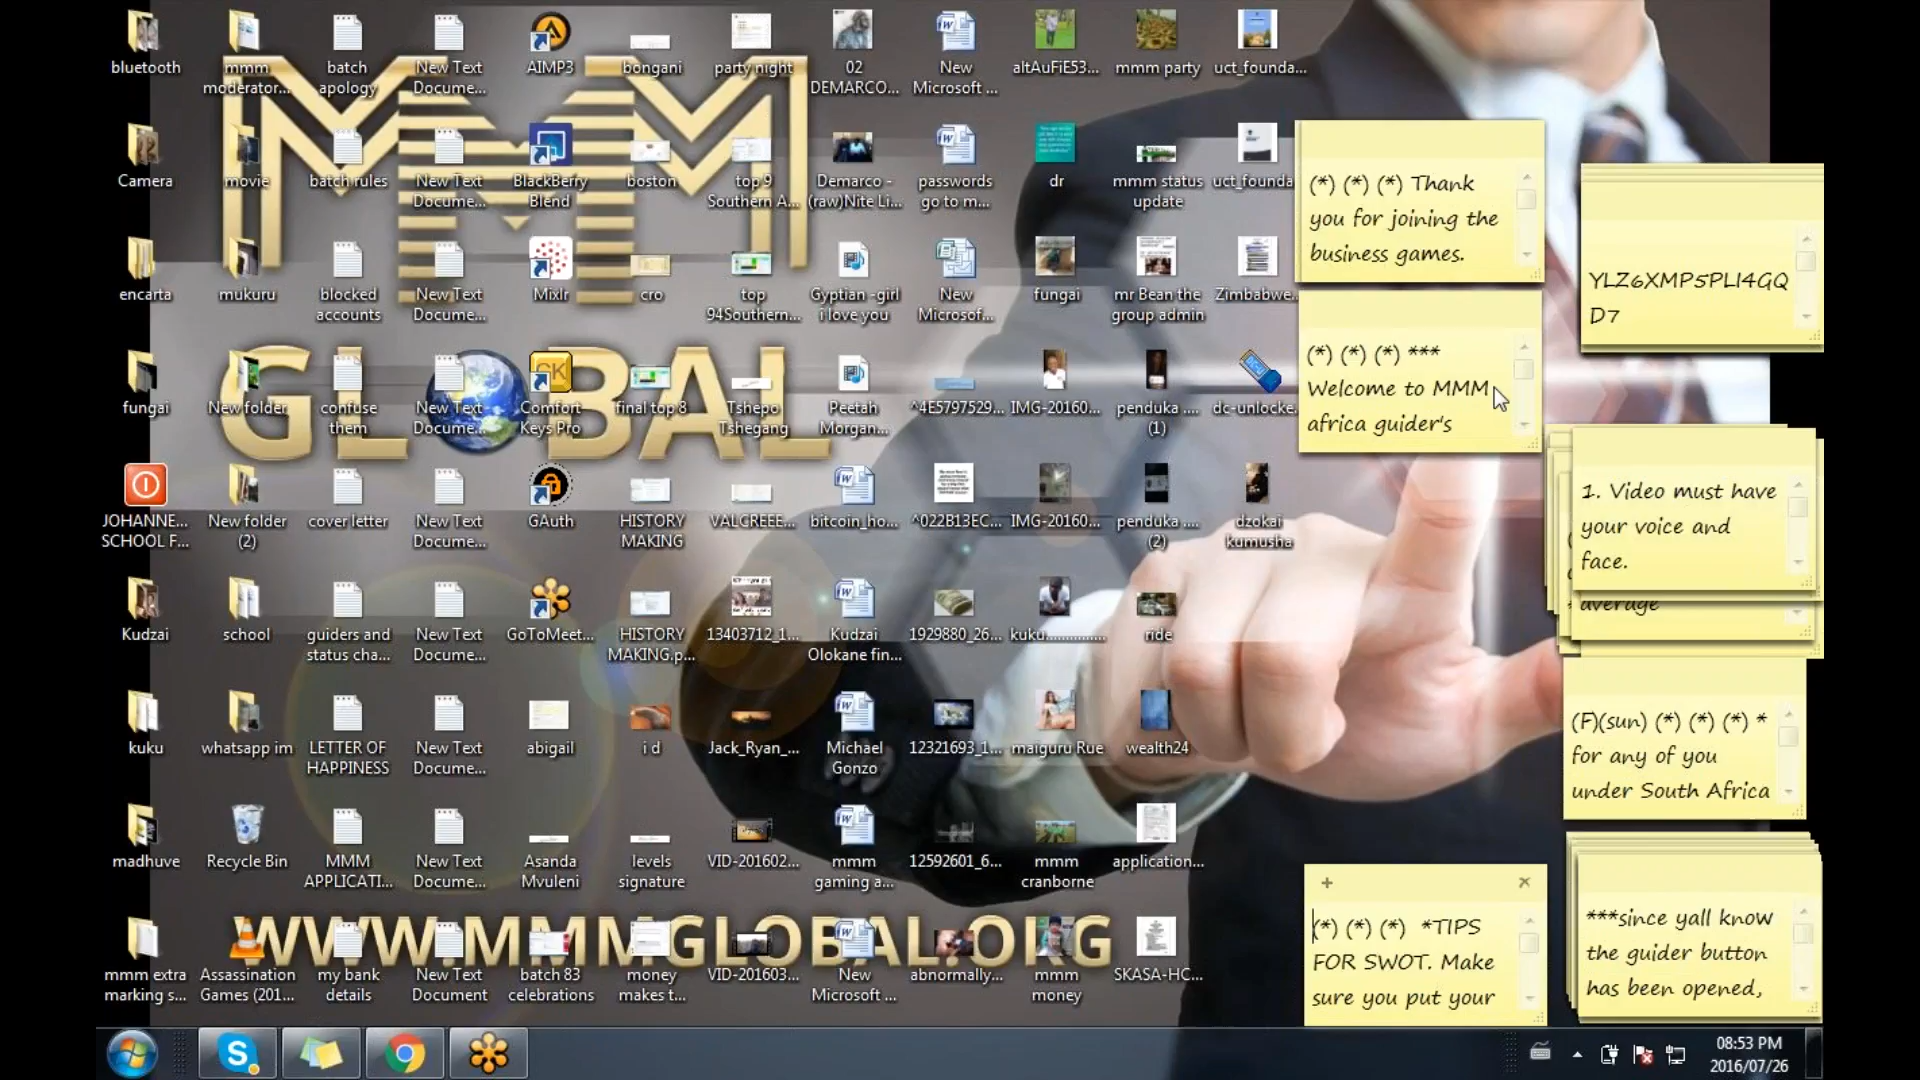 bluetooth
mmm
moderator...
batch
apology
New Text
Docume...
AIMP3
bongani
party night
02
DEMARCO...
New
Microsoft ...
altAuFiE53...
mmm party
uct_founda...
Camera
movie
batch rules
New Text
Docume...
BlackBerry
Blend
boston
top 9
Southern A...
Demarco -
(raw)Nite Li...
passwords
go to m...
dr
mmm status
update
uct_founda
encarta
mukuru
blocked
accounts
New Text
Docume...
Mixlr
cro
top
94Southern...
Gyptian -girl
i love you
New
Microsof...
fungai
mr Bean the
group admin
Zimbabwe...
fungai
New folder
confuse
them
New Text
Docume...
Comfort
Keys Pro
final top 8
Tshepo
Tshegang
Peetah
Morgan...
^4E5797529...
IMG-20160...
penduka ....
(1)
dc-unlocke...
JOHANNE...
SCHOOL F...
New folder
(2)
cover letter
New Text
Docume...
GAuth
HISTORY
MAKING
VALCREEE...
bitcoin_ho...
^022B13EC...
IMG-20160...
penduka ....
(2)
dzokai
kumusha
Kudzai
school
guiders and
status cha...
New Text
Docume...
GoToMeet...
HISTORY
MAKING.p...
13403712_1...
Kudzai
Olokane fin...
1929880_26...
kuku...............
ride
kuku
whatsapp im
LETTER OF
HAPPINESS
New Text
Docume...
abigail
i d
Jack_Ryan_...
Michael
Gonzo
12321693_1...
maiguru Rue
wealth24
madhuve
Recycle Bin
MMM
APPLICATI...
New Text
Docume...
Asanda
Mvuleni
levels
signature
VID-201602...
mmm
gaming a...
12592601_6...
mmm
cranborne
application...
mmm extra
marking s...
Assassination
Games (201...
my bank
details
New Text
Document
batch 83
celebrations
money
makes t...
VID-201603...
New
Microsoft ...
abnormally...
mmm
money
SKASA-HC...
MMM
GLOBAL
WWW.MMMGLOBAL.ORG
(*) (*) (*) Thank
you for joining the
business games.
YLZ6XMP5PLI4GQ
D7
(*) (*) (*) ***
Welcome to MMM
africa guider's
1. Video must have
your voice and
face.
average
(F)(sun) (*) (*) (*) *
for any of you
under South Africa
(*) (*) (*) *TIPS
FOR SWOT. Make
sure you put your
***since yall know
the guider button
has been opened,
08:53 PM
2016/07/26